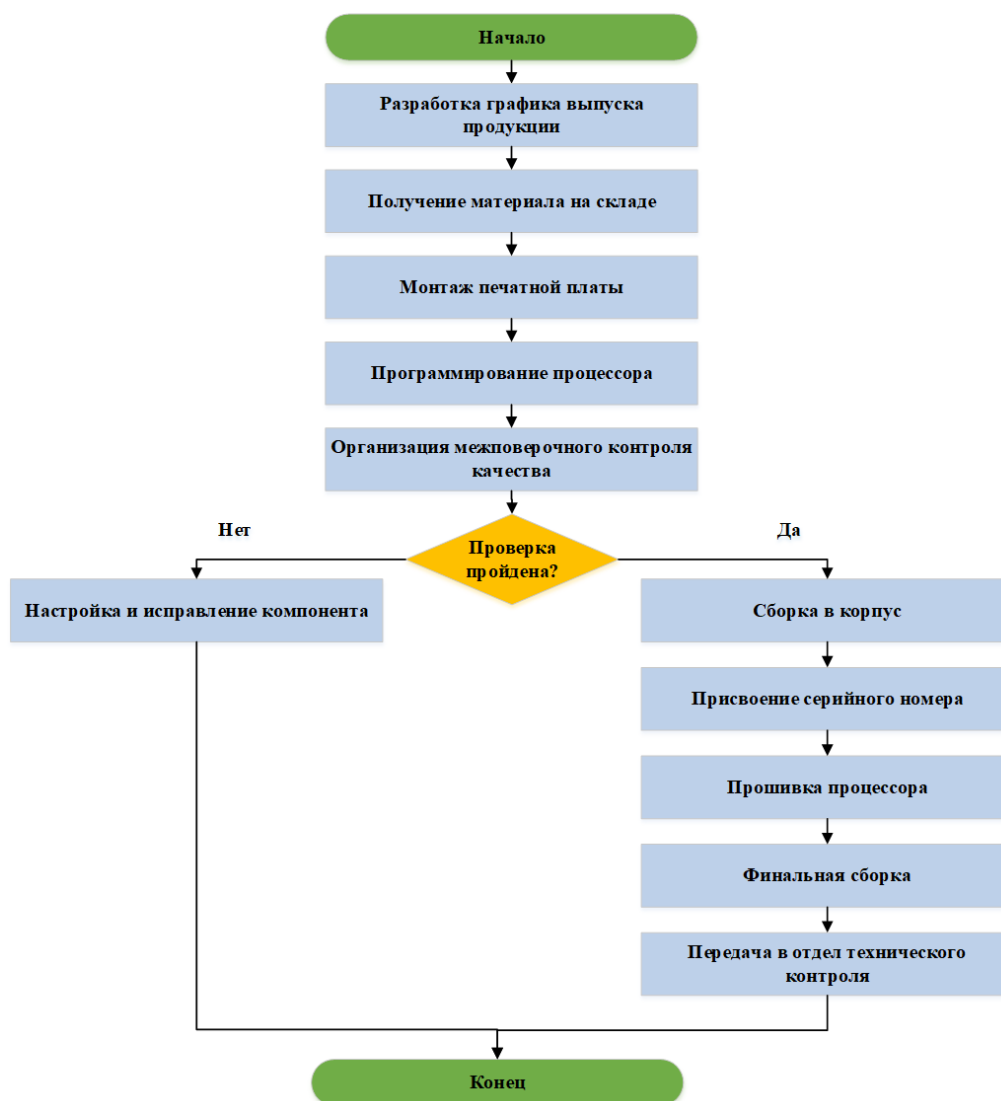 Начало
Разработка графика выпуска
продукции
Получение материала на складе
Монтаж печатной платы
Программирование процессора
Организация межповерочного контроля
качества
Нет
Да
Проверка
пройдена?
Настройка и исправление компонента
Сборка в корпус
Присвоение серийного номера
Прошивка процессора
Финальная сборка
Передача в отдел технического
контроля
Конец